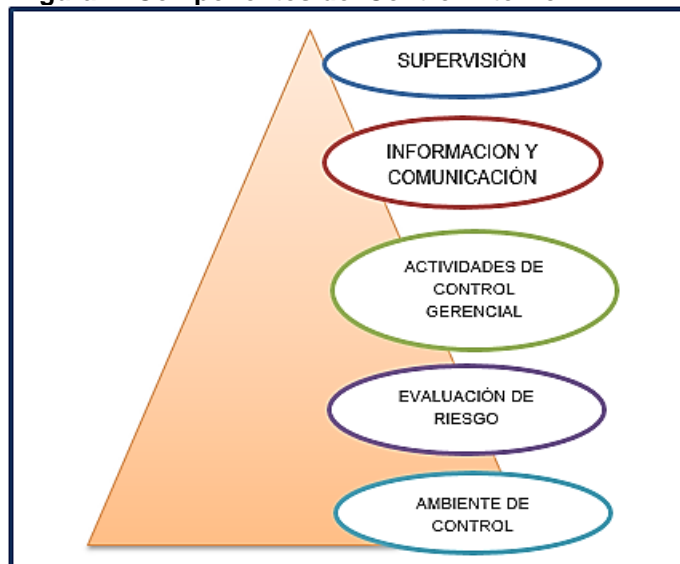 SUPERVISIÓN
INFORMACION Y
COMUNICACIÓN
ACTIVIDADES DE
CONTROL
GERENCIAL
EVALUACIÓN DE
RIESGO
AMBIENTE DE
CONTROL